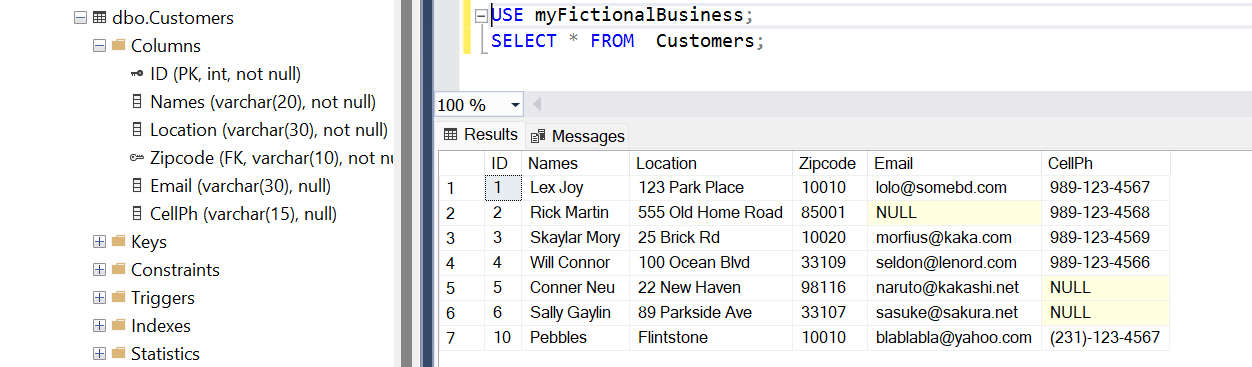 dbo.Customers
Columns
ID (PK, int, not null)
Names (varchar(20), not null)
Location (varchar(30), not null)
Zipcode (FK, varchar(10), not nu
Email (varchar(30), null)
CellPh (varchar(15), null)
Keys
Constraints
Triggers
Indexes
Statistics
USE myFictionalBusiness;
SELECT * FROM  Customers;
100 %
Results Messages
ID Names Location Zipcode Email CellPh
1 1 Lex Joy 123 Park Place 10010 lolo@somebd.com 989-123-4567
2 2 Rick Martin 555 Old Home Road 85001 NULL 989-123-4568
3 3 Skaylar Mory 25 Brick Rd 10020 morfius@kaka.com 989-123-4569
4 4 Will Connor 100 Ocean Blvd 33109 seldon@lenord.com 989-123-4566
5 5 Conner Neu 22 New Haven 98116 naruto@kakashi.net NULL
6 6 Sally Gaylin 89 Parkside Ave 33107 sasuke@sakura.net NULL
7 10 Pebbles Flintstone 10010 blablabla@yahoo.com (231)-123-4567